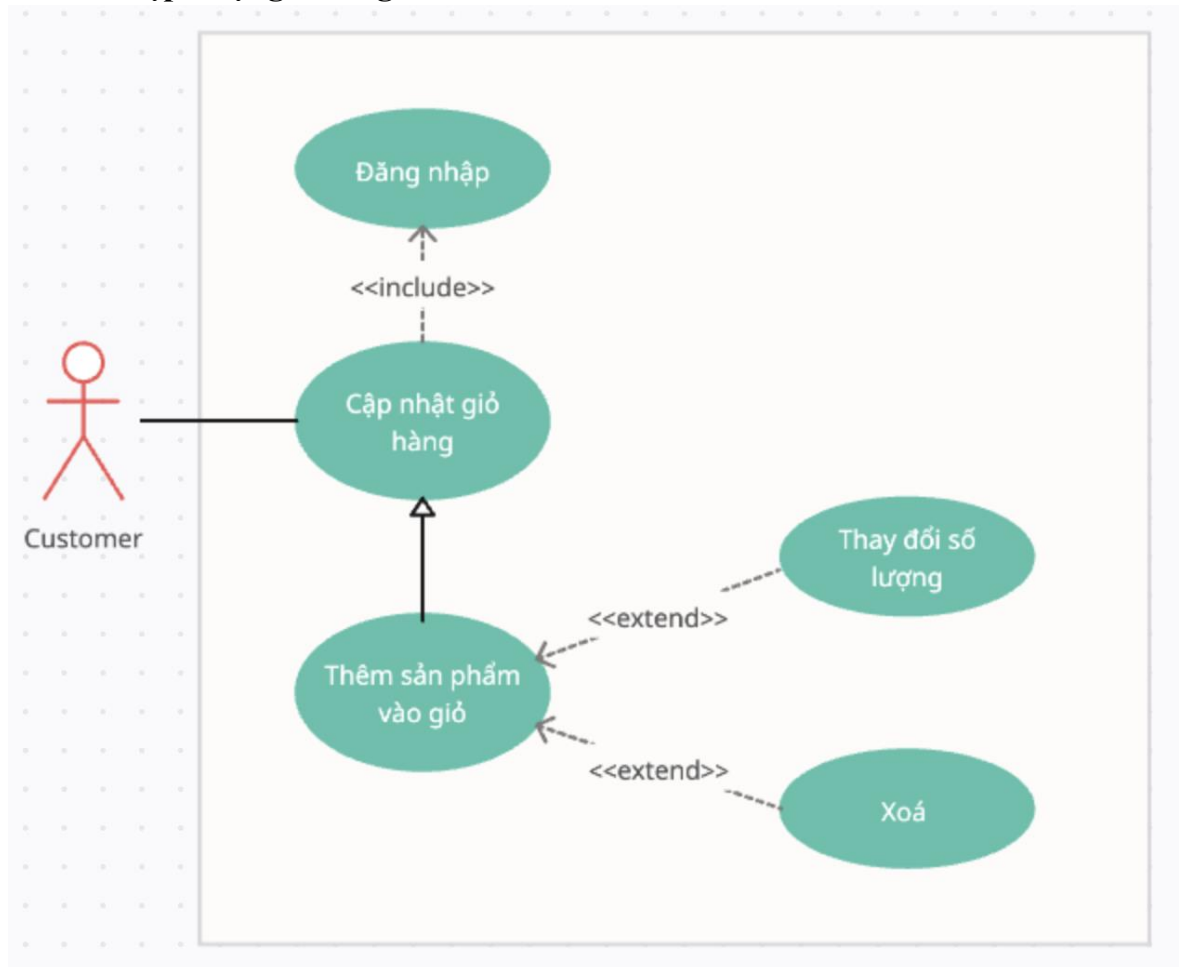 Đăng nhập
<<include>>
Cập nhật giỏ
hàng
Customer
Thay đổi số
lượng
<<extend>>
Thêm sản phẩm
vào giỏ
<<extend>>
Xoá